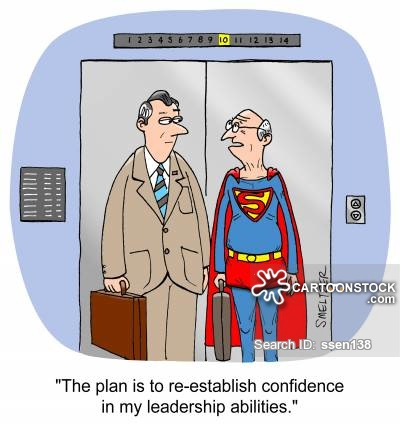 1 2 3 4 5 6 7 8 9 10 11 12 13 14
S
CARTOONSTOCK
.com
SMELTZER
Search ID: ssen138
"The plan is to re-establish confidence
in my leadership abilities."